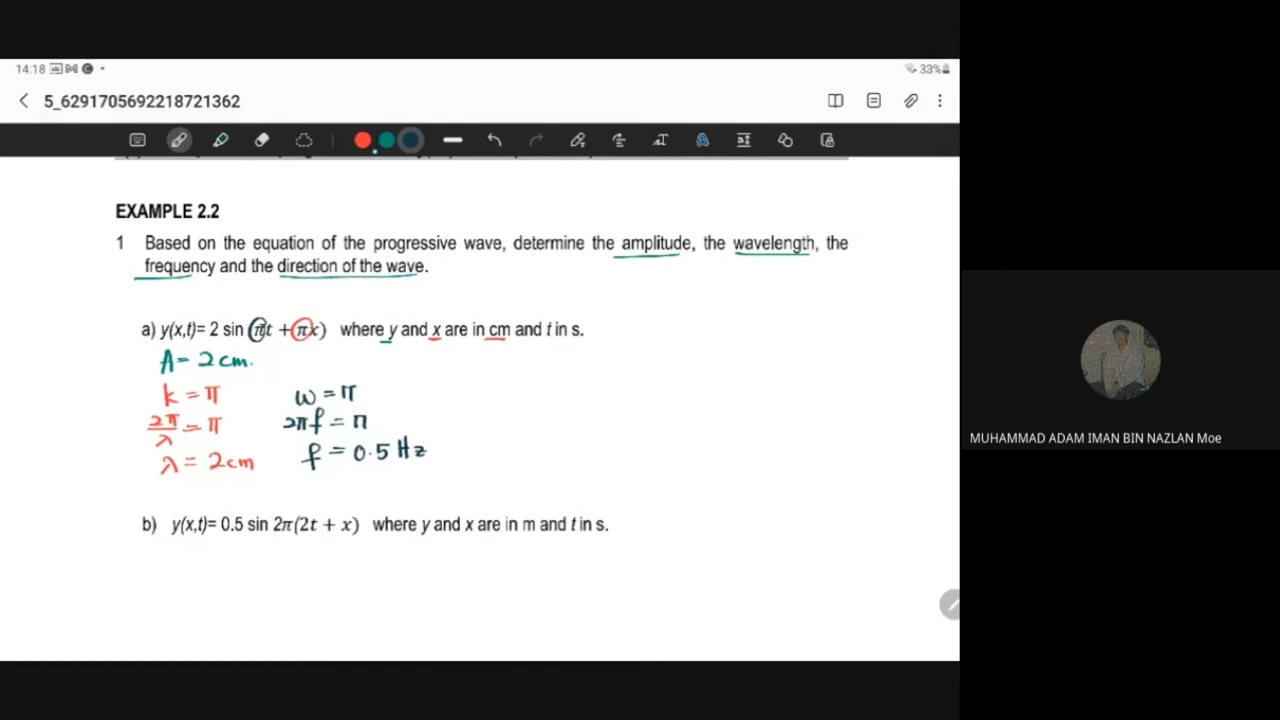 14:18
33%
5_6291705692218721362
EXAMPLE 2.2
1 Based on the equation of the progressive wave, determine the amplitude, the wavelength, the
frequency and the direction of the wave.
a) y(x,t)= 2 sin (πt + πx) where y and x are in cm and t in s.
A = 2cm.
k = π
2π/λ = π
λ = 2cm
ω = π
2πf = π
f = 0.5 Hz
b) y(x,t)= 0.5 sin 2π(2t + x) where y and x are in m and t in s.
MUHAMMAD ADAM IMAN BIN NAZLAN Moe